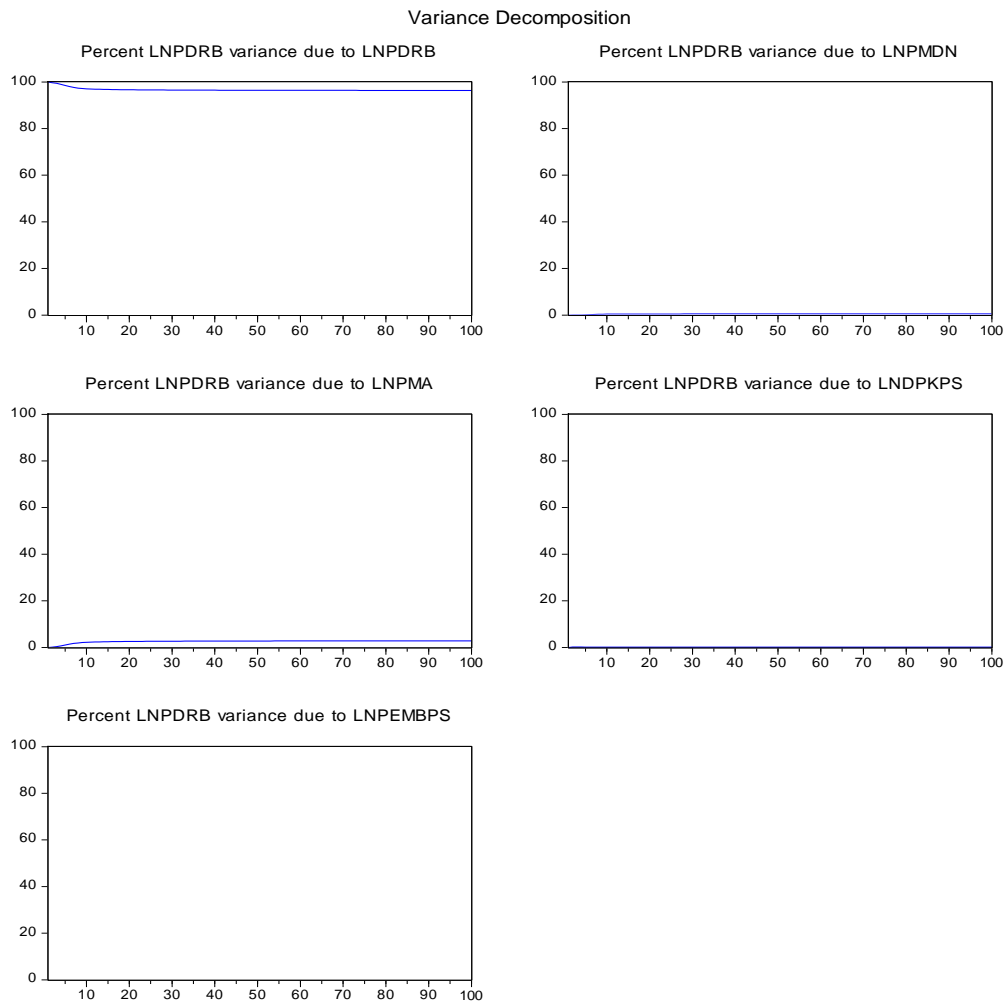 Variance Decomposition
Percent LNPDRB variance due to LNPDRB
Percent LNPDRB variance due to LNPMDN
100
80
60
40
20
0
10 20 30 40 50 60 70 80 90 100
100
80
60
40
20
0
10 20 30 40 50 60 70 80 90 100
Percent LNPDRB variance due to LNPMA
Percent LNPDRB variance due to LNDPKPS
100
80
60
40
20
0
10 20 30 40 50 60 70 80 90 100
100
80
60
40
20
0
10 20 30 40 50 60 70 80 90 100
Percent LNPDRB variance due to LNPEMBPS
100
80
60
40
20
0
10 20 30 40 50 60 70 80 90 100